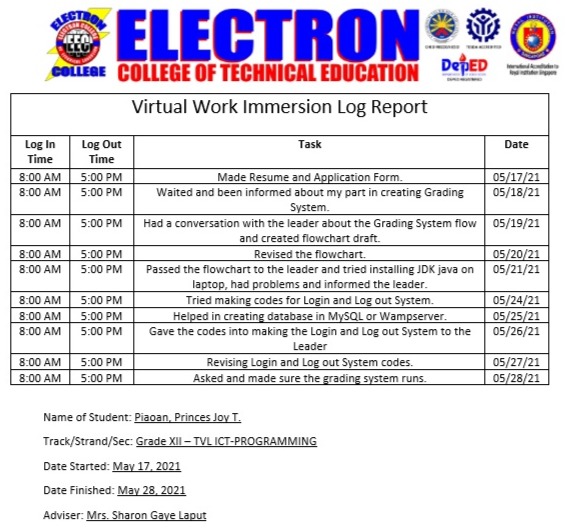 ELECTRON
COLLEGE OF TECHNICAL EDUCATION
EEC
COLLEGE
DepED
International Accreditation to
Royal Institution Singapore
Virtual Work Immersion Log Report
Log In Time Log Out Time Task Date
8:00 AM 5:00 PM Made Resume and Application Form. 05/17/21
8:00 AM 5:00 PM Waited and been informed about my part in creating Grading 05/18/21
System.
8:00 AM 5:00 PM Had a conversation with the leader about the Grading System flow 05/19/21
and created flowchart draft.
8:00 AM 5:00 PM Revised the flowchart. 05/20/21
8:00 AM 5:00 PM Passed the flowchart to the leader and tried installing JDK java on 05/21/21
laptop, had problems and informed the leader.
8:00 AM 5:00 PM Tried making codes for Login and Log out System. 05/24/21
8:00 AM 5:00 PM Helped in creating database in MySQL or Wampserver. 05/25/21
8:00 AM 5:00 PM Gave the codes into making the Login and Log out System to the 05/26/21
Leader
8:00 AM 5:00 PM Revising Login and Log out System codes. 05/27/21
8:00 AM 5:00 PM Asked and made sure the grading system runs. 05/28/21
Name of Student: Piaoan, Princes Joy T.
Track/Strand/Sec: Grade XII – TVL ICT-PROGRAMMING
Date Started: May 17, 2021
Date Finished: May 28, 2021
Adviser: Mrs. Sharon Gaye Laput